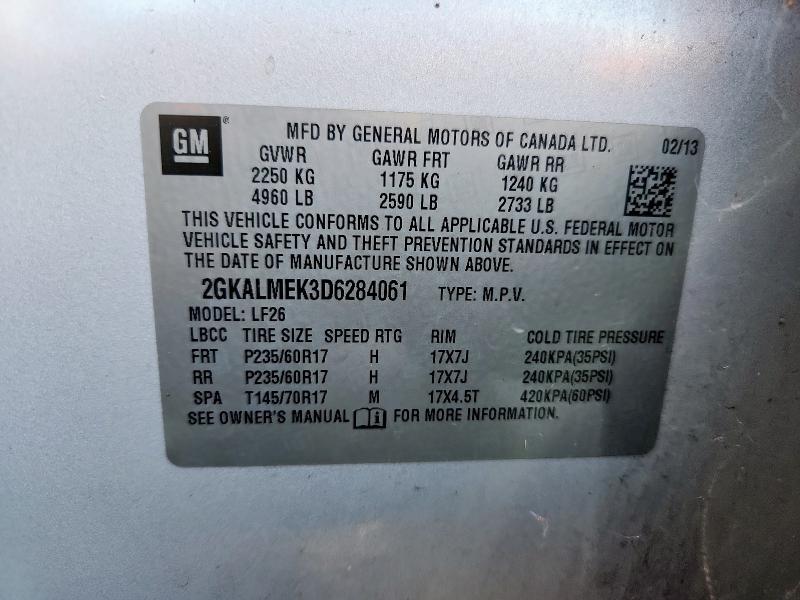 GM ® MFD BY GENERAL MOTORS OF CANADA LTD. 02/13
GVWR GAWR FRT GAWR RR
2250 KG 1175 KG 1240 KG
4960 LB 2590 LB 2733 LB
THIS VEHICLE CONFORMS TO ALL APPLICABLE U.S. FEDERAL MOTOR
VEHICLE SAFETY AND THEFT PREVENTION STANDARDS IN EFFECT ON
THE DATE OF MANUFACTURE SHOWN ABOVE.
2GKALMEK3D6284061 TYPE: M.P.V.
MODEL: LF26
LBCC TIRE SIZE SPEED RTG RIM COLD TIRE PRESSURE
FRT P235/60R17 H 17X7J 240KPA(35PSI)
RR P235/60R17 H 17X7J 240KPA(35PSI)
SPA T145/70R17 M 17X4.5T 420KPA(60PSI)
SEE OWNER'S MANUAL FOR MORE INFORMATION.